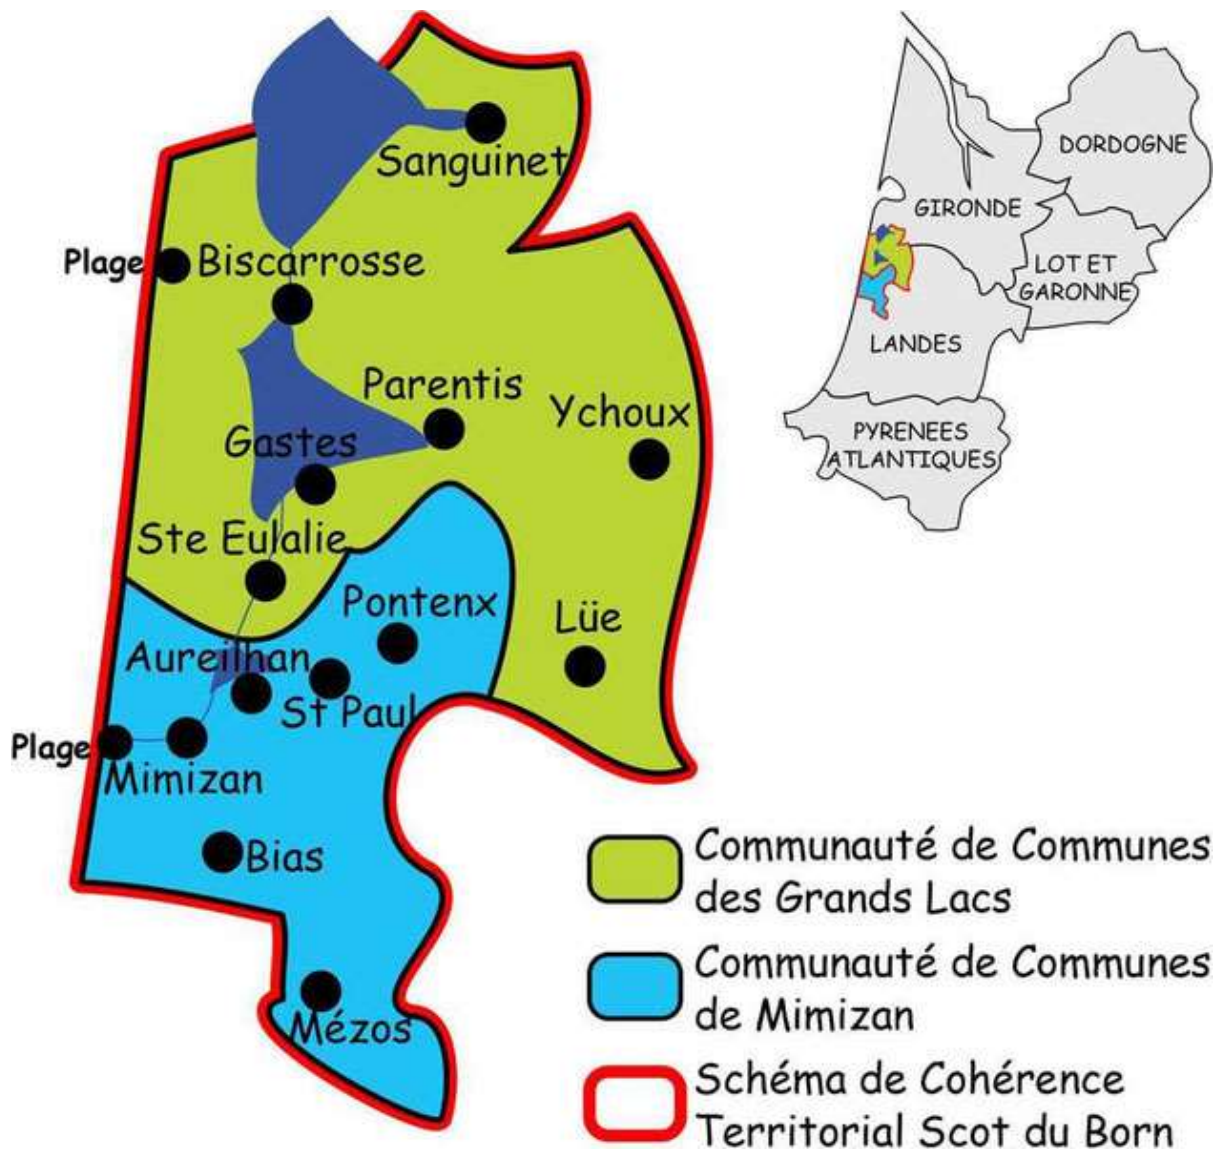 Sanguinet
Plage
Biscarrosse
Parentis
Ychoux
Gastes
Ste Eulalie
Pontenx
Lüe
Aureilhan
St Paul
Plage
Mimizan
Bias
Mézos
DORDOGNE
GIRONDE
LOT ET
GARONNE
LANDES
PYRENEES
ATLANTIQUES
Communauté de Communes
des Grands Lacs
Communauté de Communes
de Mimizan
Schéma de Cohérence
Territorial Scot du Born